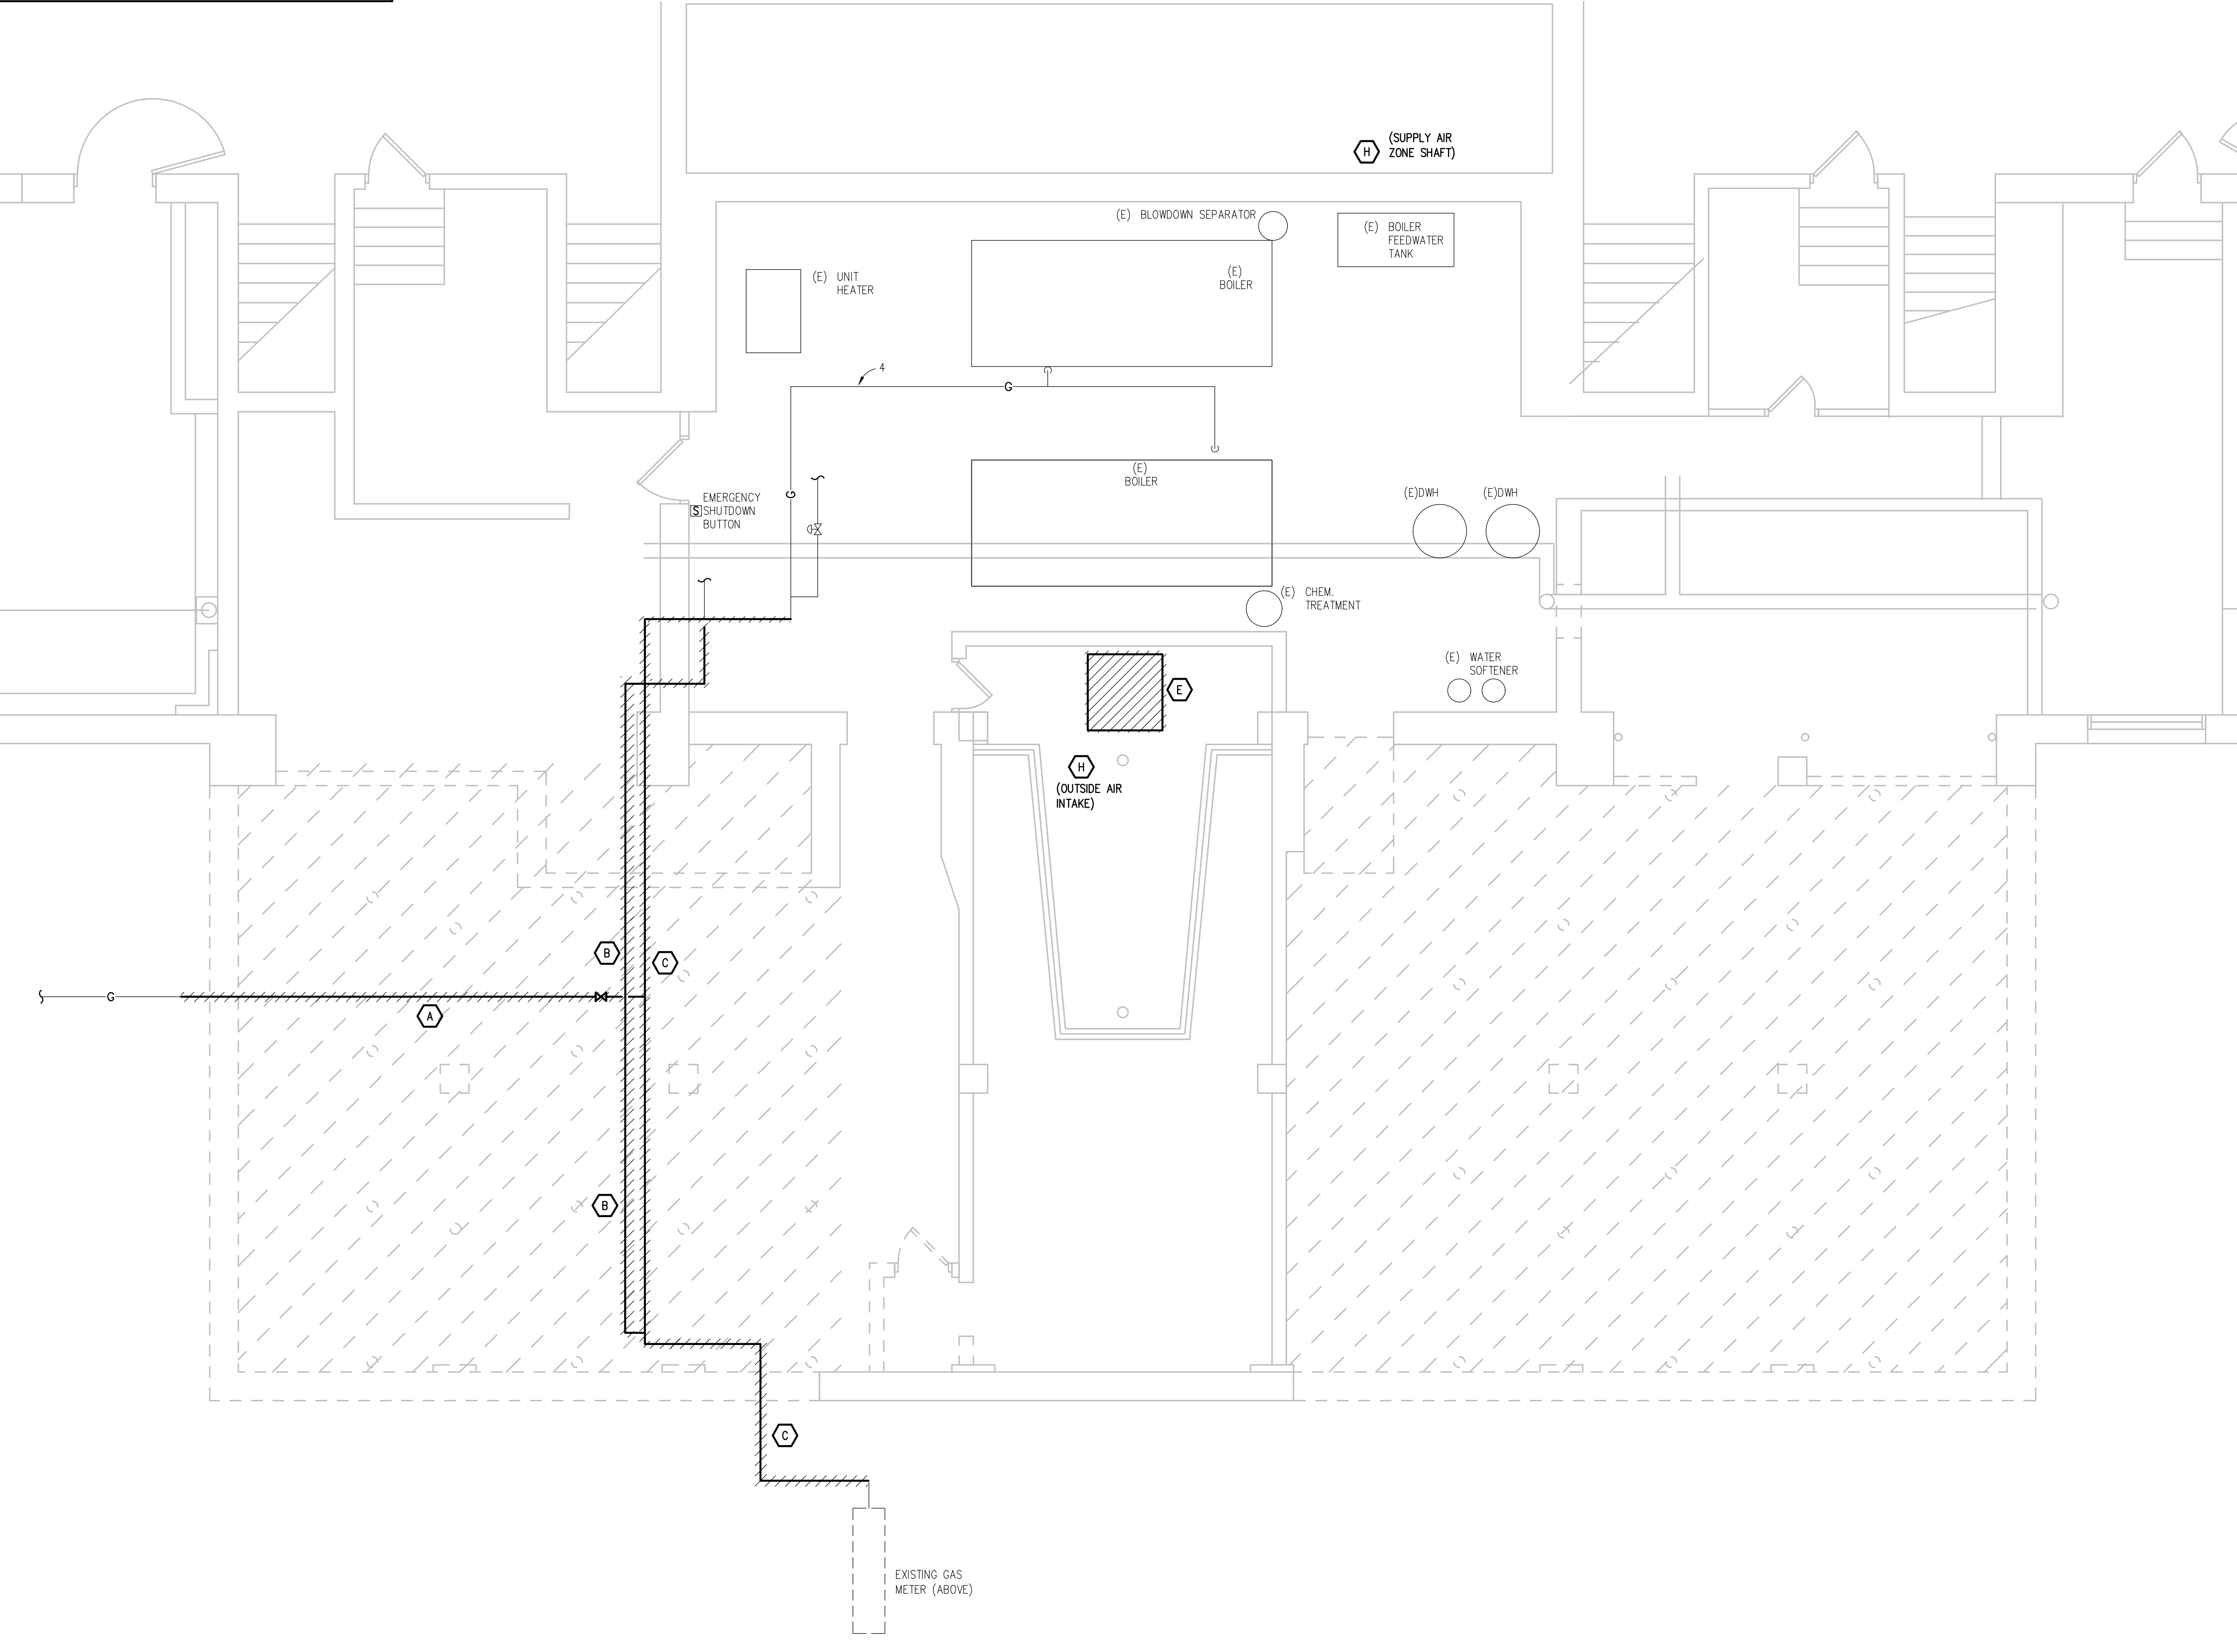 (SUPPLY AIR
H ZONE SHAFT)
(E) BLOWDOWN SEPARATOR
(E) BOILER
FEEDWATER
TANK
(E) UNIT
HEATER
(E)
BOILER
4
G
(E)
BOILER
G
EMERGENCY
S SHUTDOWN
BUTTON
(E)DWH
(E)DWH
(E) CHEM.
TREATMENT
(E) WATER
SOFTENER
E
H
(OUTSIDE AIR
INTAKE)
B
C
G
A
B
C
EXISTING GAS
METER (ABOVE)